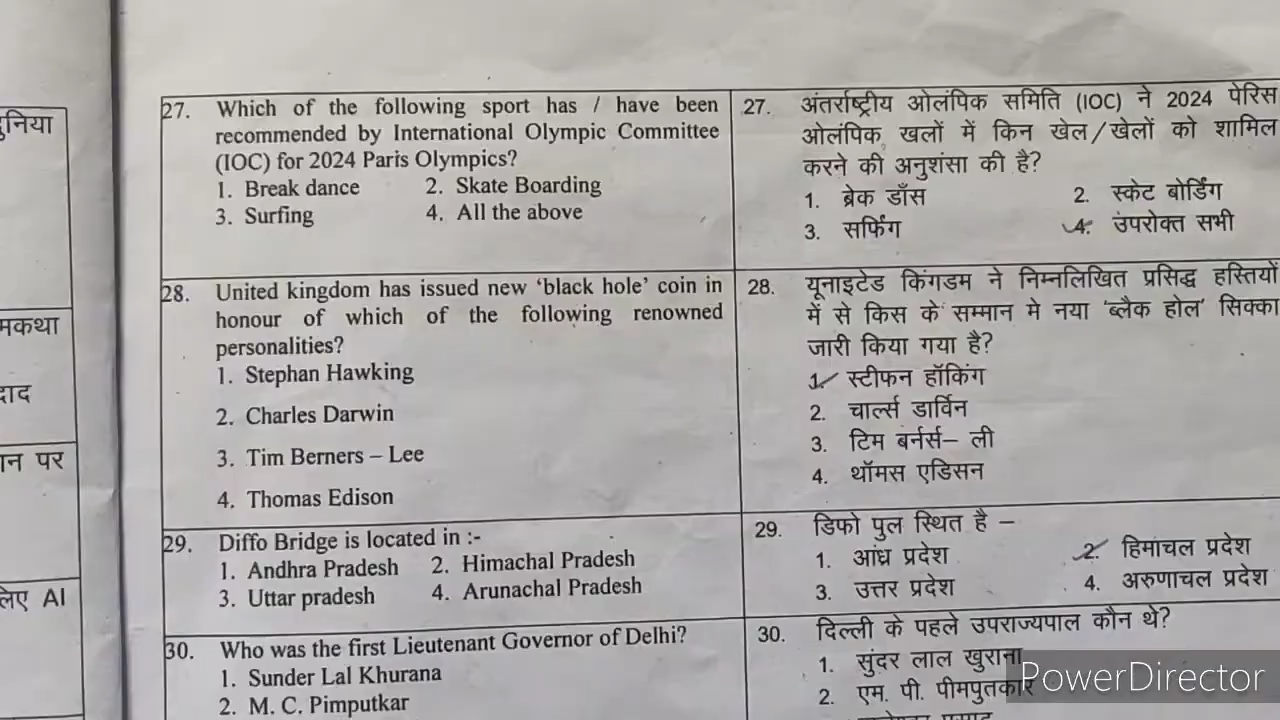 दुनिया
मकथा
दाद
ान पर
लिए AI
27. Which of the following sport has / have been
recommended by International Olympic Committee
(IOC) for 2024 Paris Olympics?
1. Break dance 2. Skate Boarding
3. Surfing 4. All the above
28. United kingdom has issued new ‘black hole’ coin in
honour of which of the following renowned
personalities?
1. Stephan Hawking
2. Charles Darwin
3. Tim Berners – Lee
4. Thomas Edison
29. Diffo Bridge is located in :-
1. Andhra Pradesh 2. Himachal Pradesh
3. Uttar pradesh 4. Arunachal Pradesh
30. Who was the first Lieutenant Governor of Delhi?
1. Sunder Lal Khurana
2. M. C. Pimputkar
27. अंतर्राष्ट्रीय ओलंपिक समिति (IOC) ने 2024 पेरिस
ओलंपिक खलों में किन खेल/खेलों को शामिल
करने की अनुशंसा की है?
1. ब्रेक डाँस 2. स्केट बोर्डिंग
3. सर्फिंग 4. उंपरोक्त सभी
28. यूनाइटेड किंगडम ने निम्नलिखित प्रसिद्ध हस्तियों
में से किस के सम्मान मे नया ‘ब्लैक होल’ सिक्का
जारी किया गया है?
1. स्टीफन हॉकिंग
2. चार्ल्स डार्विन
3. टिम बर्नर्स– ली
4. थॉमस एडिसन
29. डिफो पुल स्थित है –
1. आंध्र प्रदेश 2. हिमाचल प्रदेश
3. उत्तर प्रदेश 4. अरुणाचल प्रदेश
30. दिल्ली के पहले उपराज्यपाल कौन थे?
1. सुंदर लाल खुराना
2. एम. पी. पीमपुतकार
PowerDirector